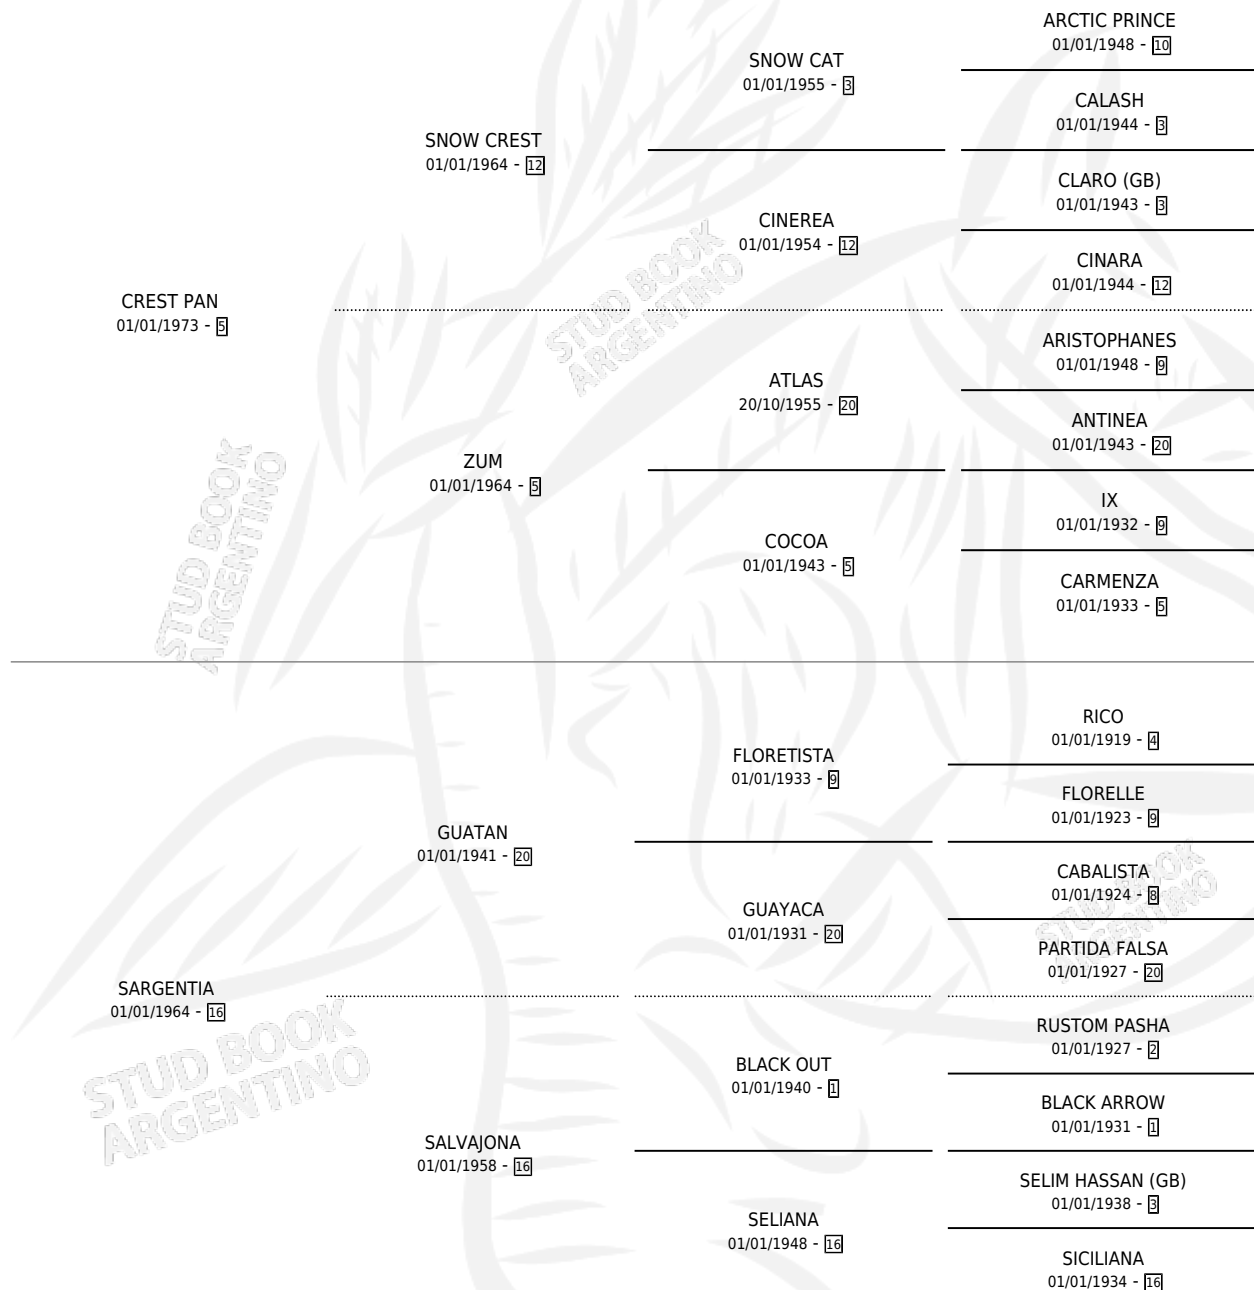 ARCTIC PRINCE
01/01/1948 - 10
SNOW CAT
01/01/1955 - 3
CALASH
01/01/1944 - 3
SNOW CREST
01/01/1964 - 12
CLARO (GB)
01/01/1943 - 3
CINEREA
01/01/1954 - 12
CINARA
01/01/1944 - 12
CREST PAN
01/01/1973 - 5
STUD BOOK
ARGENTINO
ARISTOPHANES
01/01/1948 - 9
ATLAS
20/10/1955 - 20
ANTINEA
01/01/1943 - 20
ZUM
01/01/1964 - 5
IX
01/01/1932 - 9
COCOA
01/01/1943 - 5
CARMENZA
01/01/1933 - 5
STUD BOOK
ARGENTINO
RICO
01/01/1919 - 4
FLORETISTA
01/01/1933 - 9
FLORELLE
01/01/1923 - 9
GUATAN
01/01/1941 - 20
CABALISTA
01/01/1924 - 8
GUAYACA
01/01/1931 - 20
PARTIDA FALSA
01/01/1927 - 20
STUD BOOK
ARGENTINO
SARGENTIA
01/01/1964 - 16
RUSTOM PASHA
01/01/1927 - 2
BLACK OUT
01/01/1940 - 1
BLACK ARROW
01/01/1931 - 1
STUD BOOK
ARGENTINO
SALVAJONA
01/01/1958 - 16
SELIM HASSAN (GB)
01/01/1938 - 3
SELIANA
01/01/1948 - 16
SICILIANA
01/01/1934 - 16